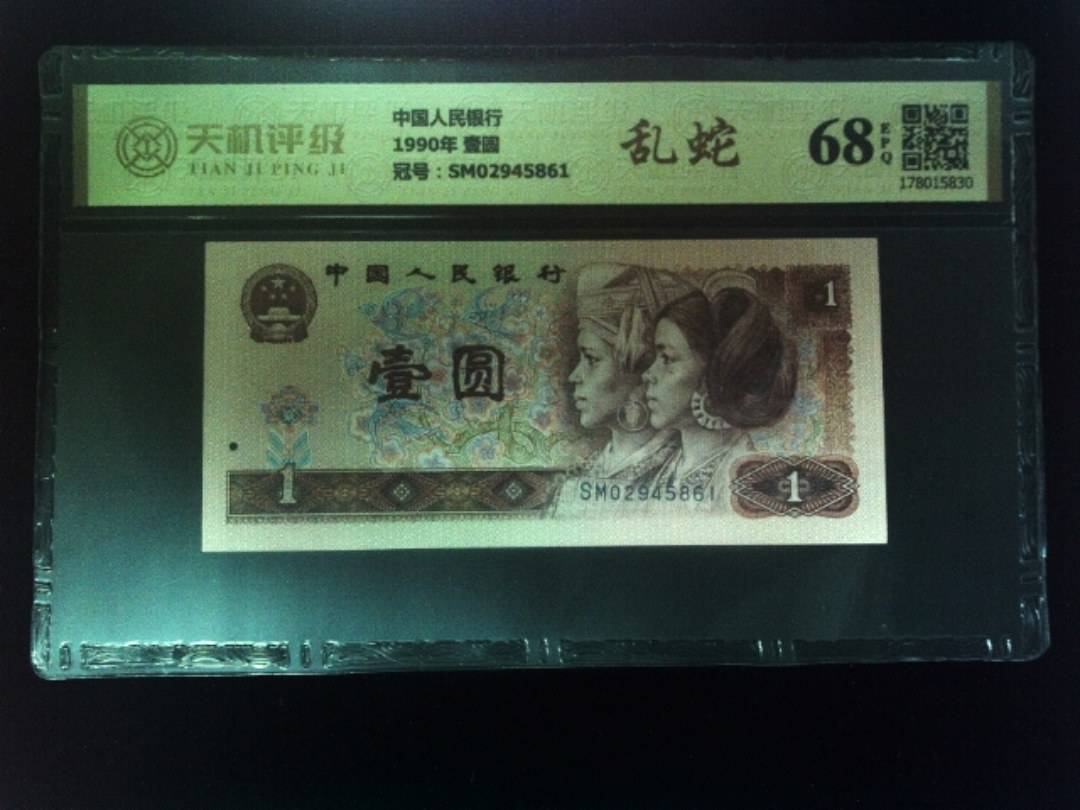 天机评级
TIAN JI PING JI
中国人民银行
1990年 壹圆
冠号：SM02945861
乱蛇
68
EPQ
178015830
中国人民银行
1
壹圆
1
SM02945861
1